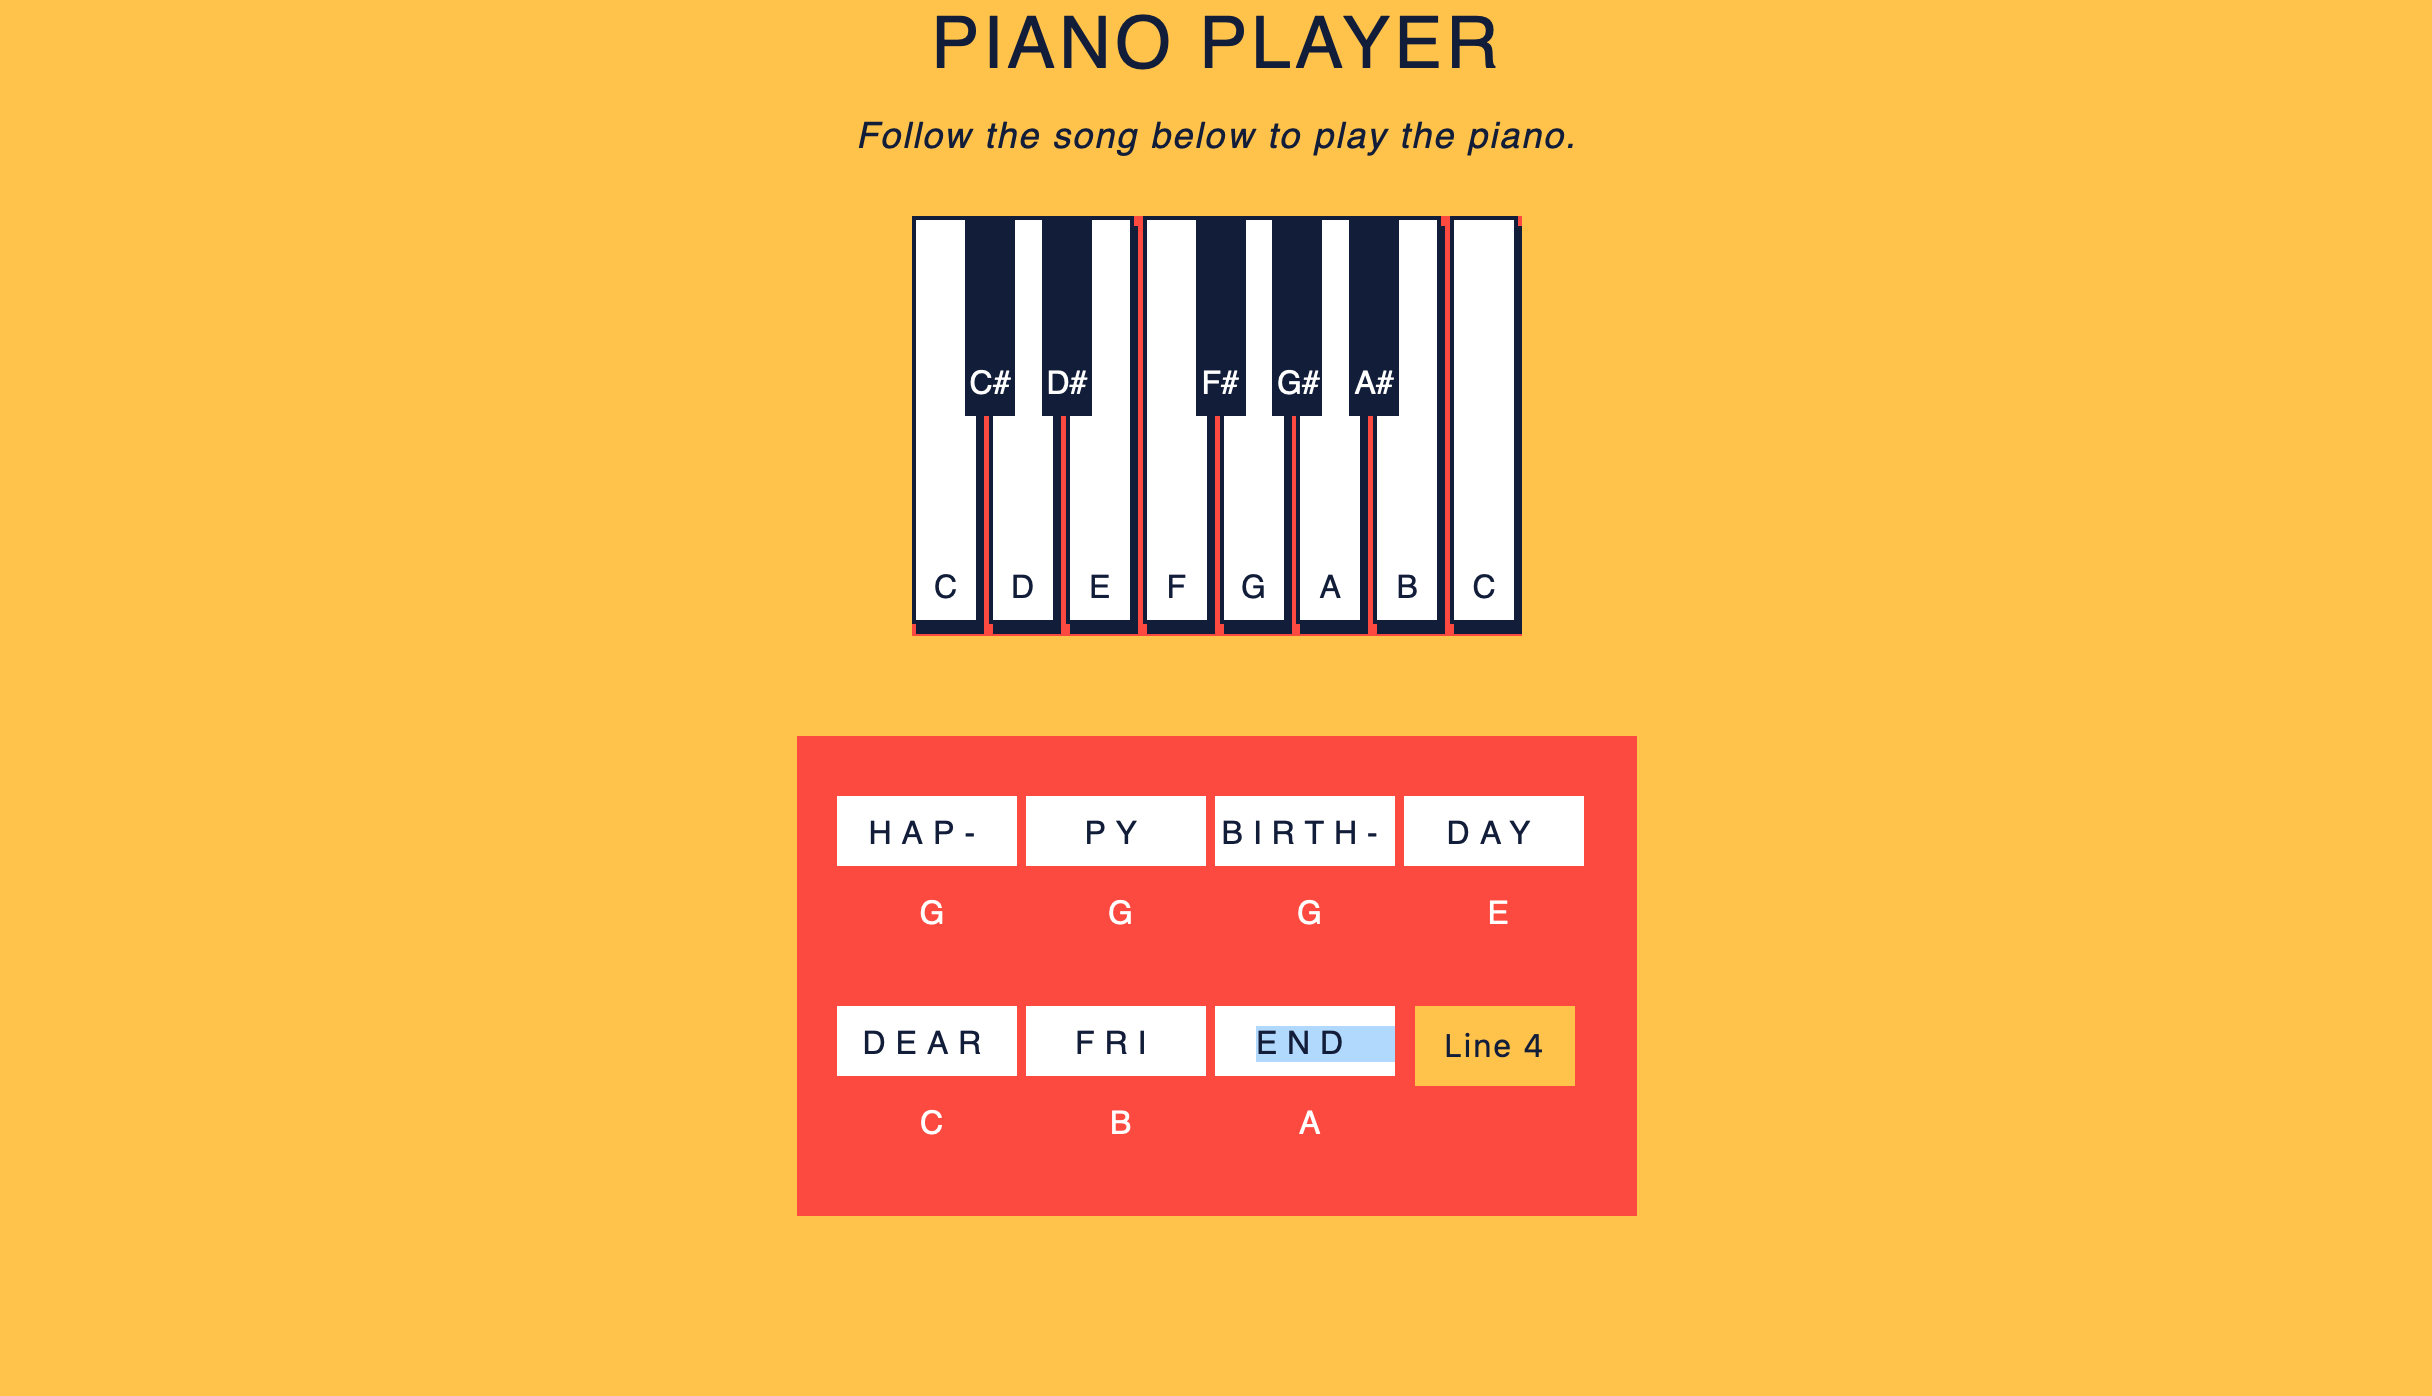 PIANO PLAYER
Follow the song below to play the piano.
C# D# F# G# A#
C D E F G A B C
HAP- PY BIRTH- DAY
G G G E
DEAR FRI END Line 4
C B A